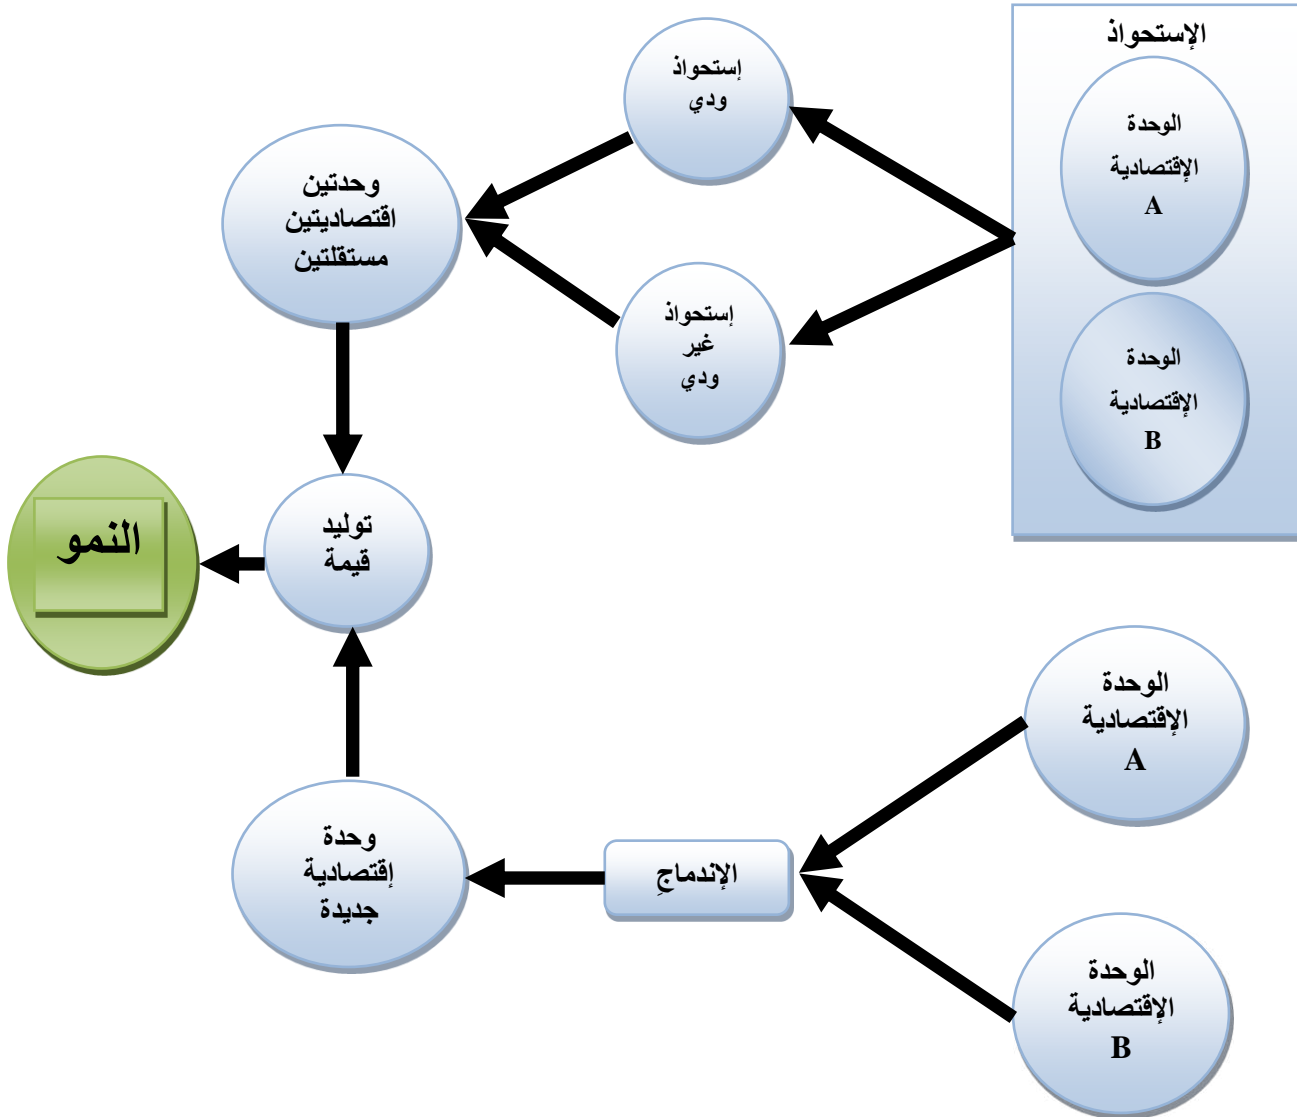 الإستحواذ
الوحدة
الإقتصادية
A
الوحدة
الإقتصادية
B
إستحواذ
ودي
إستحواذ
غير
ودي
وحدتين
اقتصاديتين
مستقلتين
توليد
قيمة
النمو
الوحدة
الإقتصادية
A
الوحدة
الإقتصادية
B
الإندماجِ
وحدة
إقتصادية
جديدة